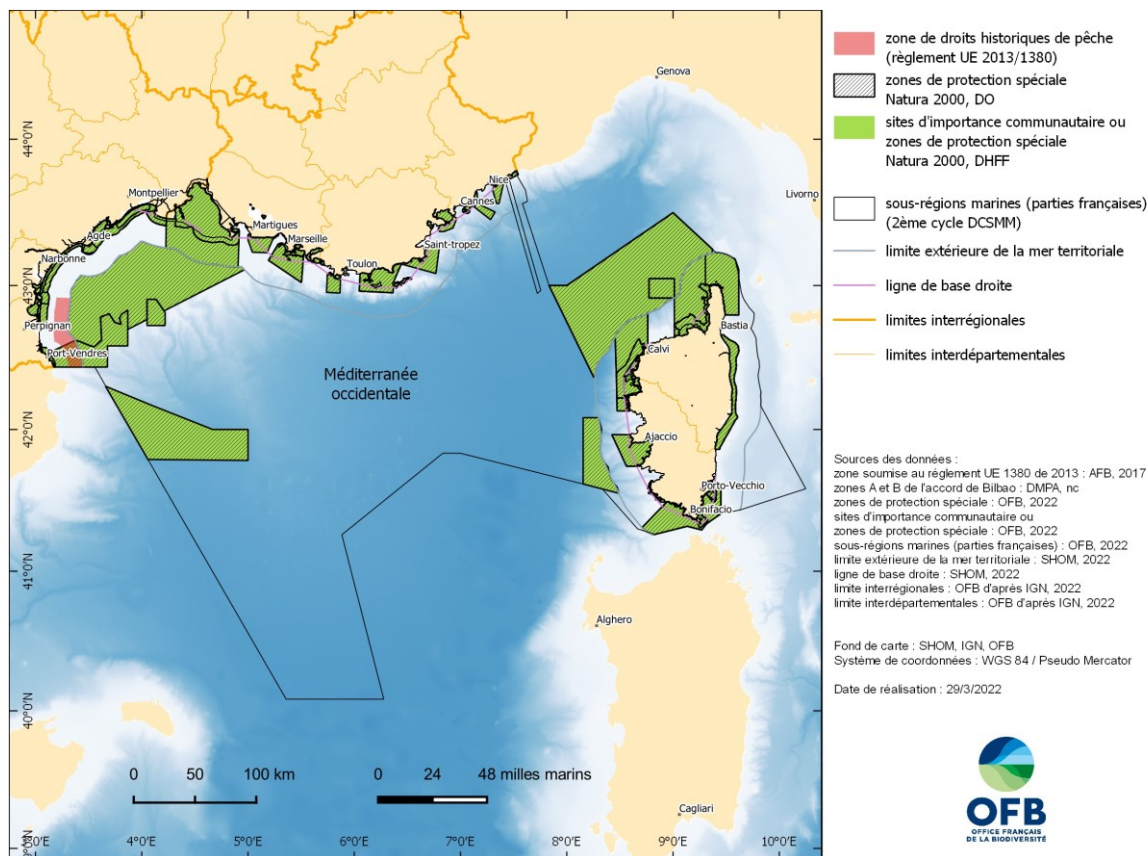 Genova
Livorno
Nice
Cannes
Saint-tropez
Montpellier
Martigues
Marseille
Toulon
Agde
Narbonne
Perpignan
Port-Vendres
Méditerranée
occidentale
Bastia
Calvi
Ajaccio
Porto-Vecchio
Bonifacio
Alghero
Cagliari
44°0'N
43°0'N
42°0'N
41°0'N
40°0'N
39°0'N
3°0'E
4°0'E
5°0'E
6°0'E
7°0'E
8°0'E
9°0'E
10°0'E
0 50 100 km
0 24 48 milles marins
zone de droits historiques de pêche
(règlement UE 2013/1380)
zones de protection spéciale
Natura 2000, DO
sites d'importance communautaire ou
zones de protection spéciale
Natura 2000, DHFF
sous-régions marines (parties françaises)
(2ème cycle DCSMM)
limite extérieure de la mer territoriale
ligne de base droite
limites interrégionales
limites interdépartementales
Sources des données :
zone soumise au réglement UE 1380 de 2013 : AFB, 2017
zones A et B de l'accord de Bilbao : DMPA, nc
zones de protection spéciale : OFB, 2022
sites d'importance communautaire ou
zones de protection spéciale : OFB, 2022
sous-régions marines (parties françaises) : OFB, 2022
limite extérieure de la mer territoriale : SHOM, 2022
ligne de base droite : SHOM, 2022
limite interrégionales : OFB d'après IGN, 2022
limite interdépartementales : OFB d'après IGN, 2022
Fond de carte : SHOM, IGN, OFB
Système de coordonnées : WGS 84 / Pseudo Mercator
Date de réalisation : 29/3/2022
OFB
OFFICE FRANÇAIS
DE LA BIODIVERSITÉ